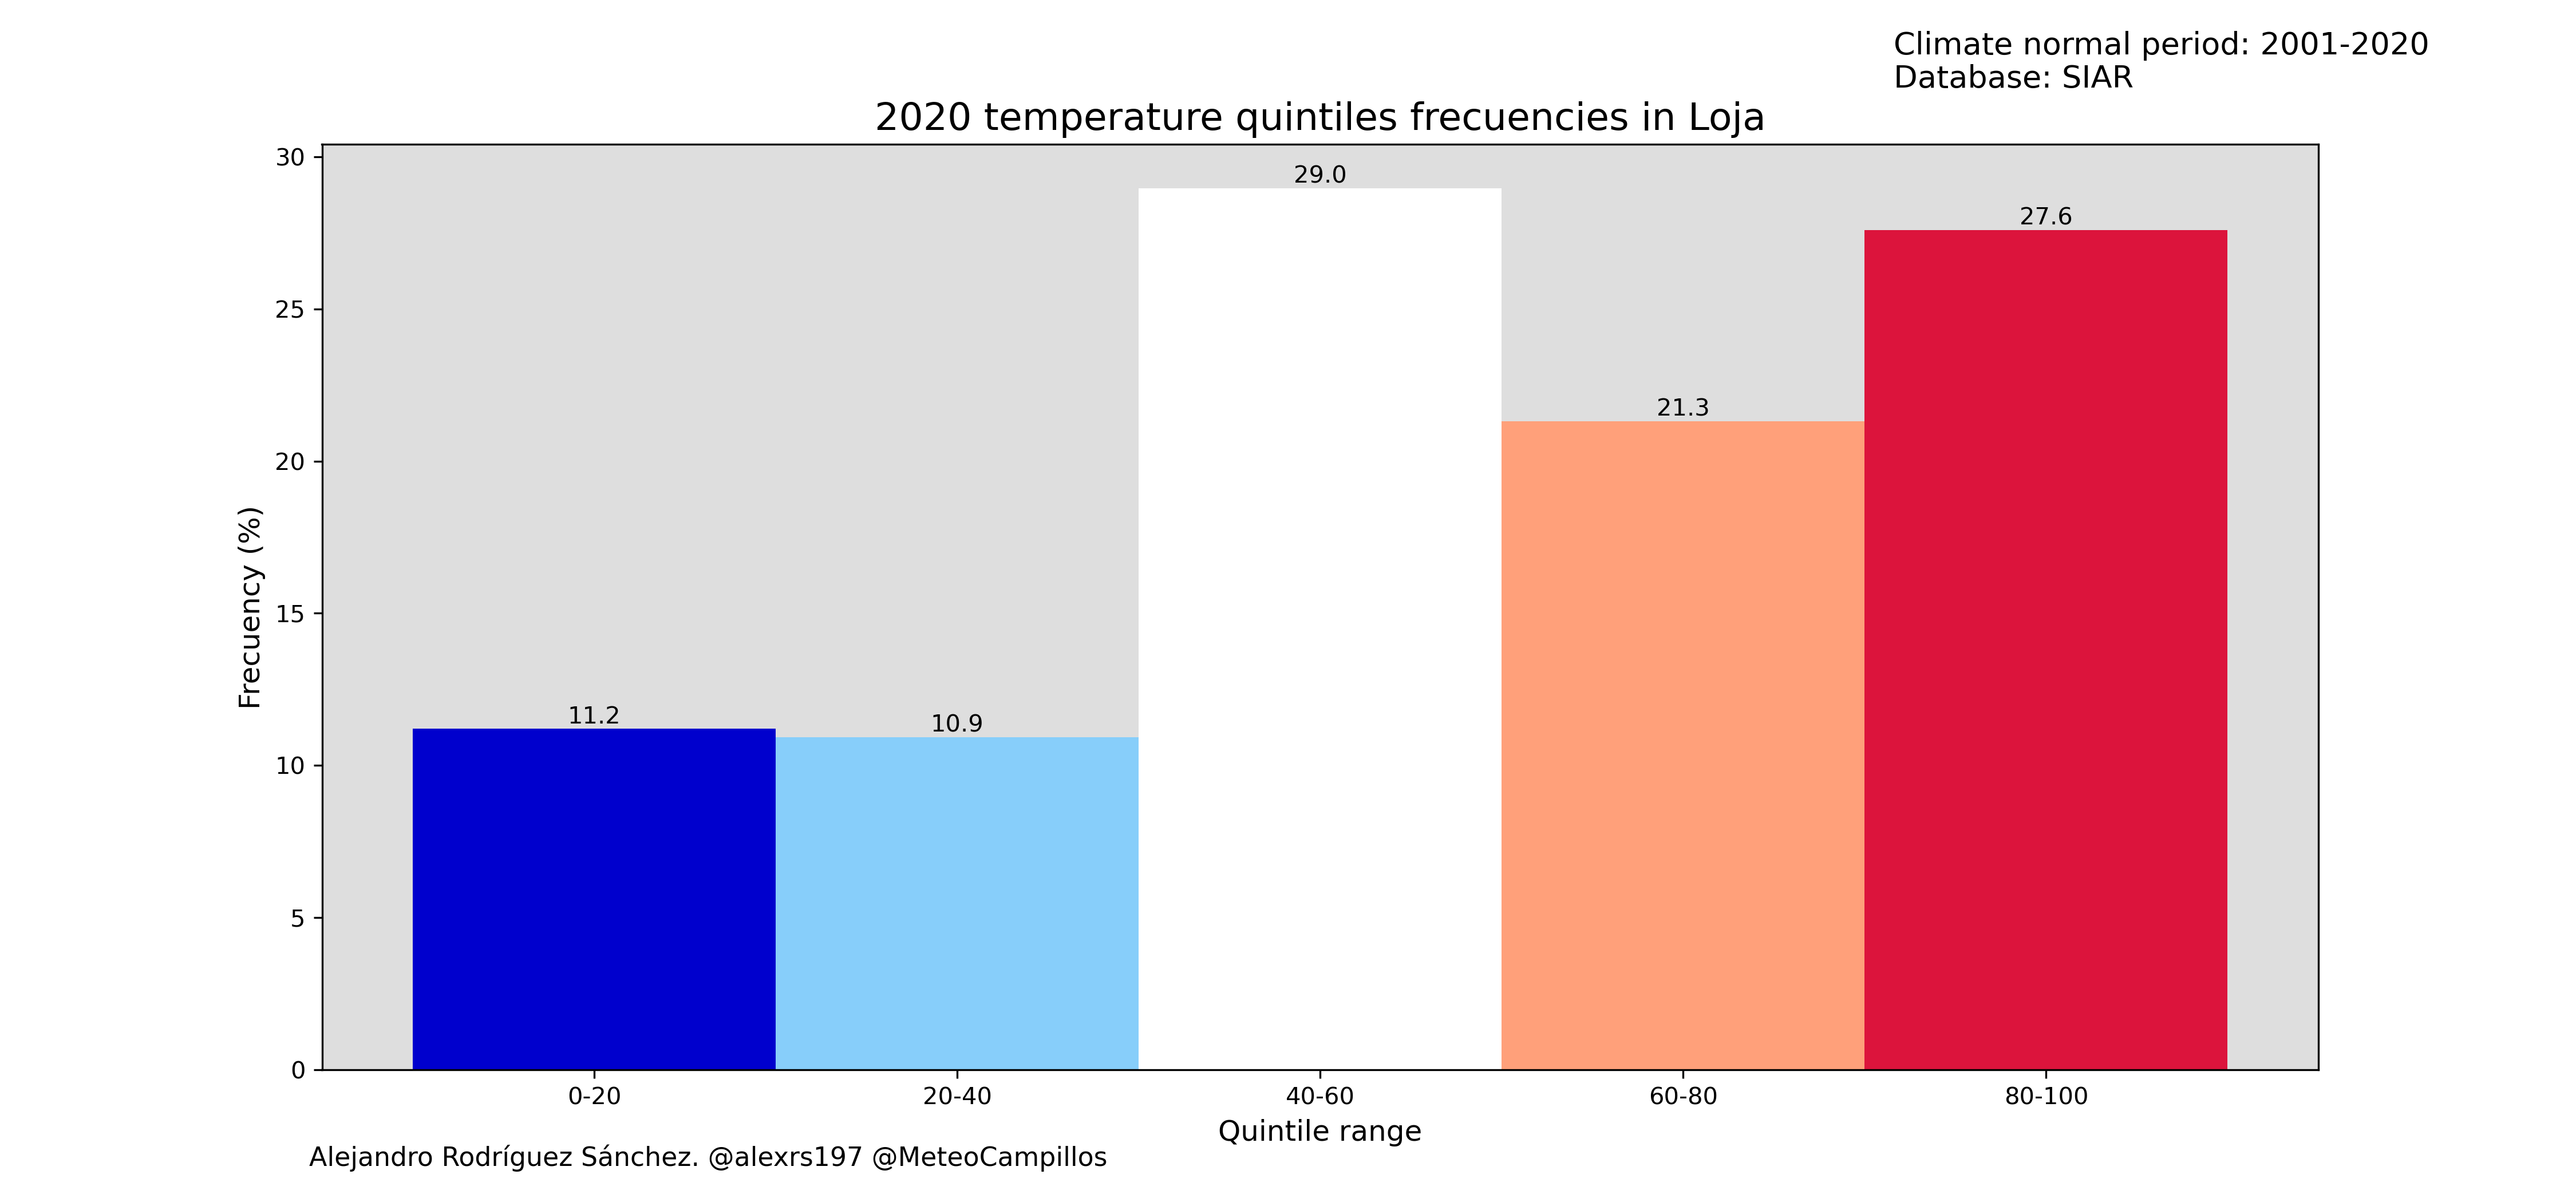 Climate normal period: 2001-2020
Database: SIAR
2020 temperature quintiles frecuencies in Loja
30
25
20
15
10
5
0
Frecuency (%)
11.2
10.9
29.0
21.3
27.6
0-20
20-40
40-60
60-80
80-100
Quintile range
Alejandro Rodríguez Sánchez. @alexrs197 @MeteoCampillos